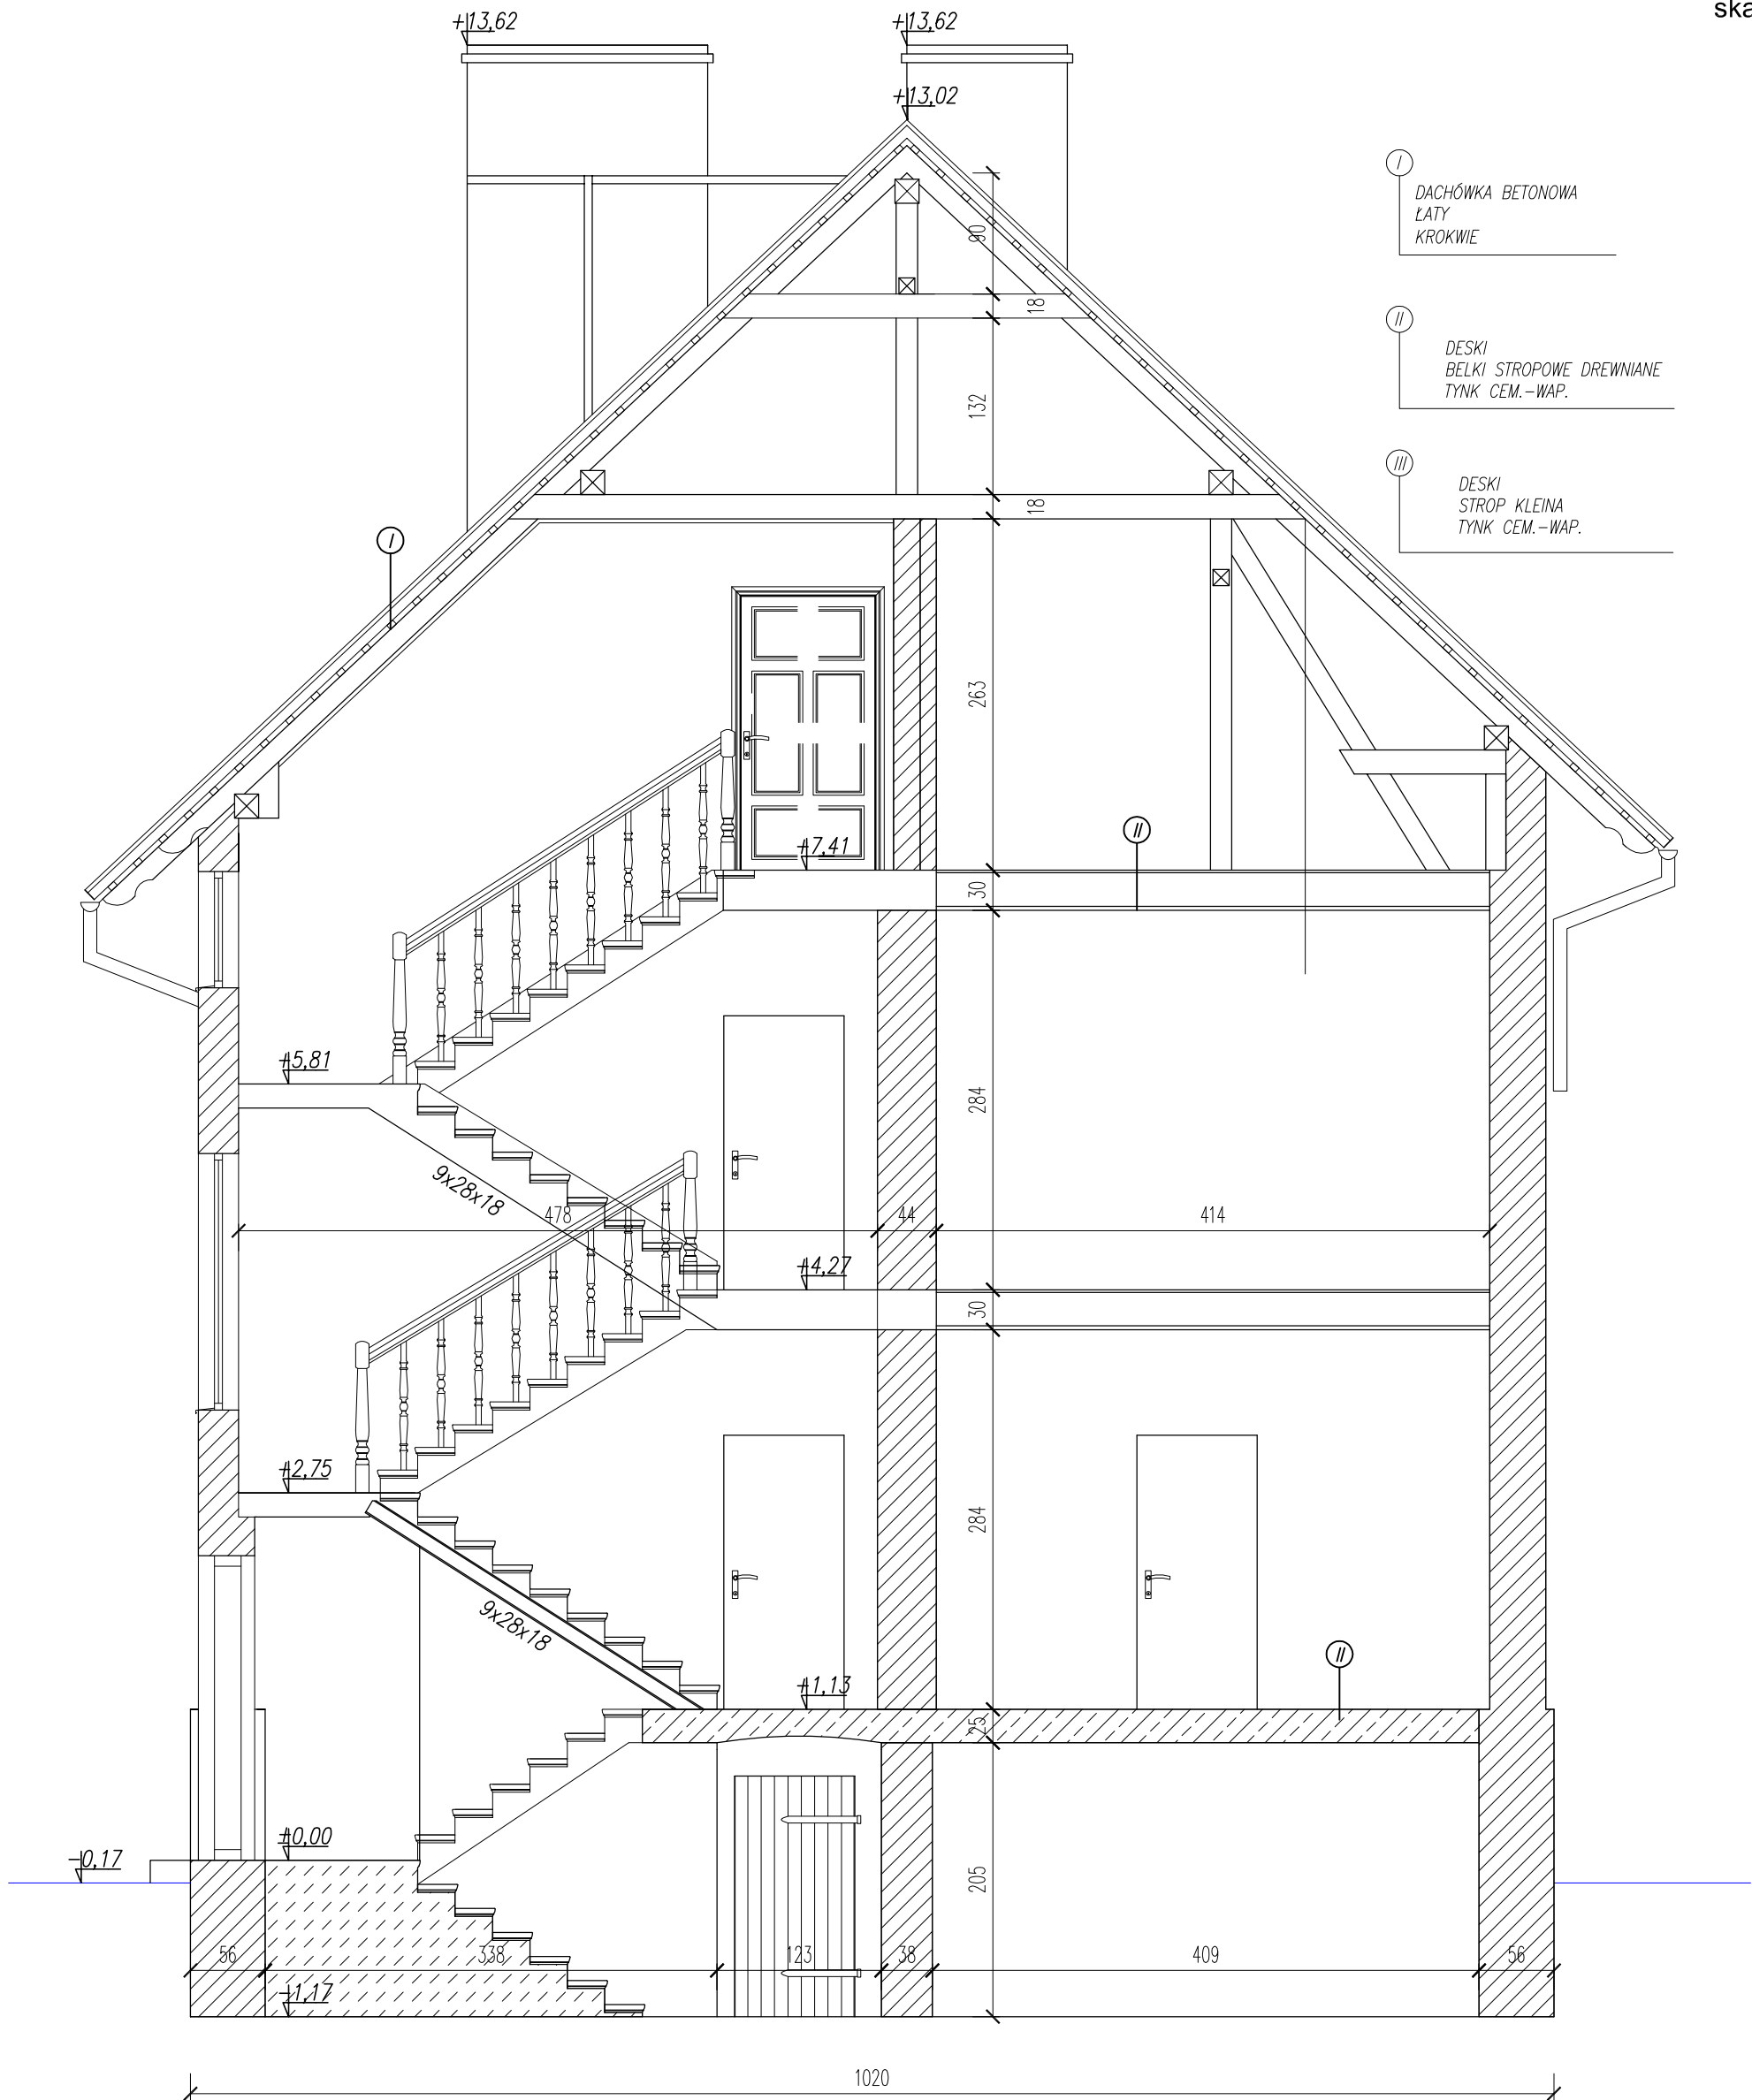 ska
+13,62
+13,62
+13,02
I
DACHÓWKA BETONOWA
ŁATY
KROKWIE
90
18
II
DESKI
BELKI STROPOWE DREWNIANE
TYNK CEM.-WAP.
132
III
DESKI
STROP KLEINA
TYNK CEM.-WAP.
18
I
263
II
+7,41
30
+5,81
284
9x28x18
478
44
414
+4,27
30
+2,75
284
9x28x18
II
+1,13
25
±0,00
-0,17
205
56
338
123
38
409
56
-1,17
1020